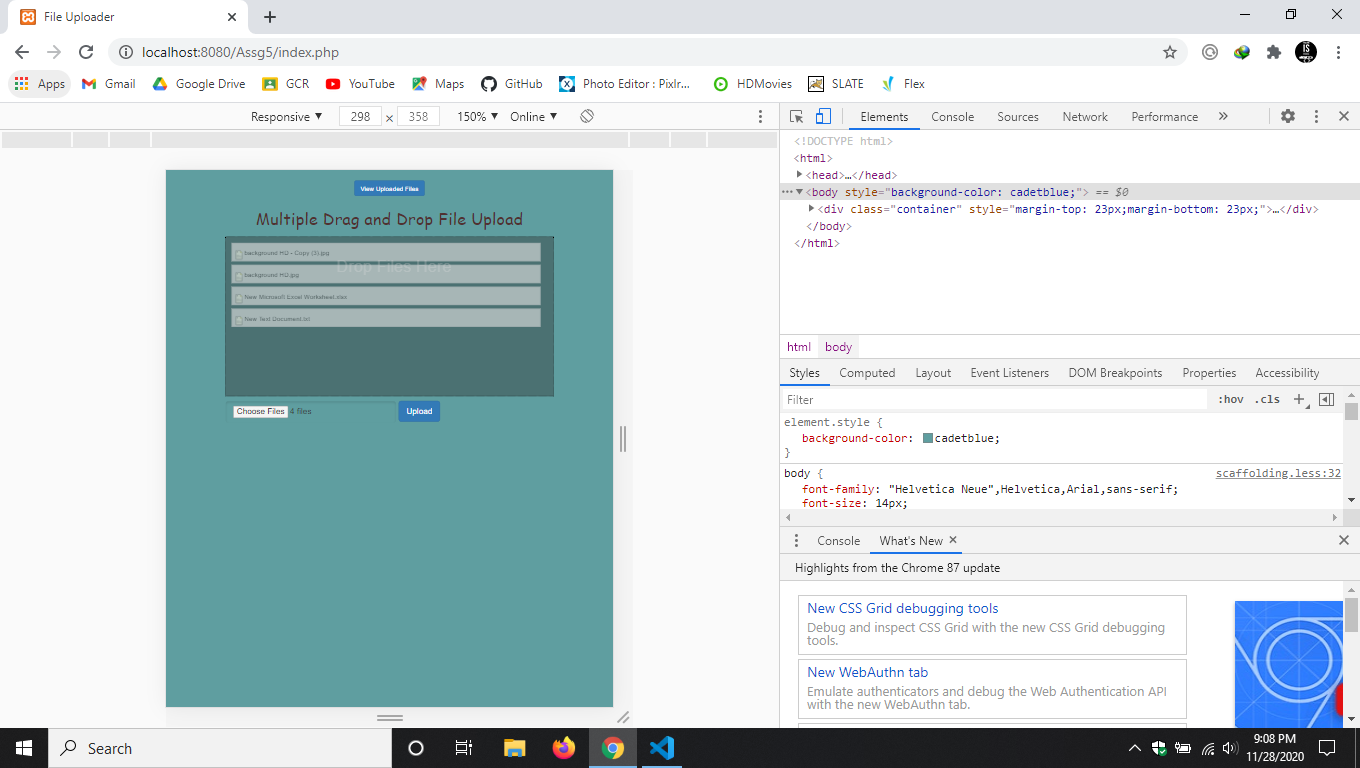 File Uploader
localhost:8080/Assg5/index.php
Apps Gmail Google Drive GCR YouTube Maps GitHub Photo Editor : Pixlr... HDMovies SLATE Flex
Responsive ▼ 298 × 358 150% ▼ Online ▼
Elements Console Sources Network Performance »
View Uploaded Files
Multiple Drag and Drop File Upload
Drop Files Here
background HD - Copy (3).jpg
background HD.jpg
New Microsoft Excel Worksheet.xlsx
New Text Document.txt
Choose Files 4 files Upload
<!DOCTYPE html>
<html>
▶<head>…</head>
…▼<body style="background-color: cadetblue;"> == $0
▶<div class="container" style="margin-top: 23px;margin-bottom: 23px;">…</div>
</body>
</html>
html body
Styles Computed Layout Event Listeners DOM Breakpoints Properties Accessibility
Filter :hov .cls +
element.style {
background-color: cadetblue;
}
body { scaffolding.less:32
font-family: "Helvetica Neue",Helvetica,Arial,sans-serif;
font-size: 14px;
Console What's New ×
Highlights from the Chrome 87 update
New CSS Grid debugging tools
Debug and inspect CSS Grid with the new CSS Grid debugging
tools.
New WebAuthn tab
Emulate authenticators and debug the Web Authentication API
with the new WebAuthn tab.
Search
9:08 PM
11/28/2020